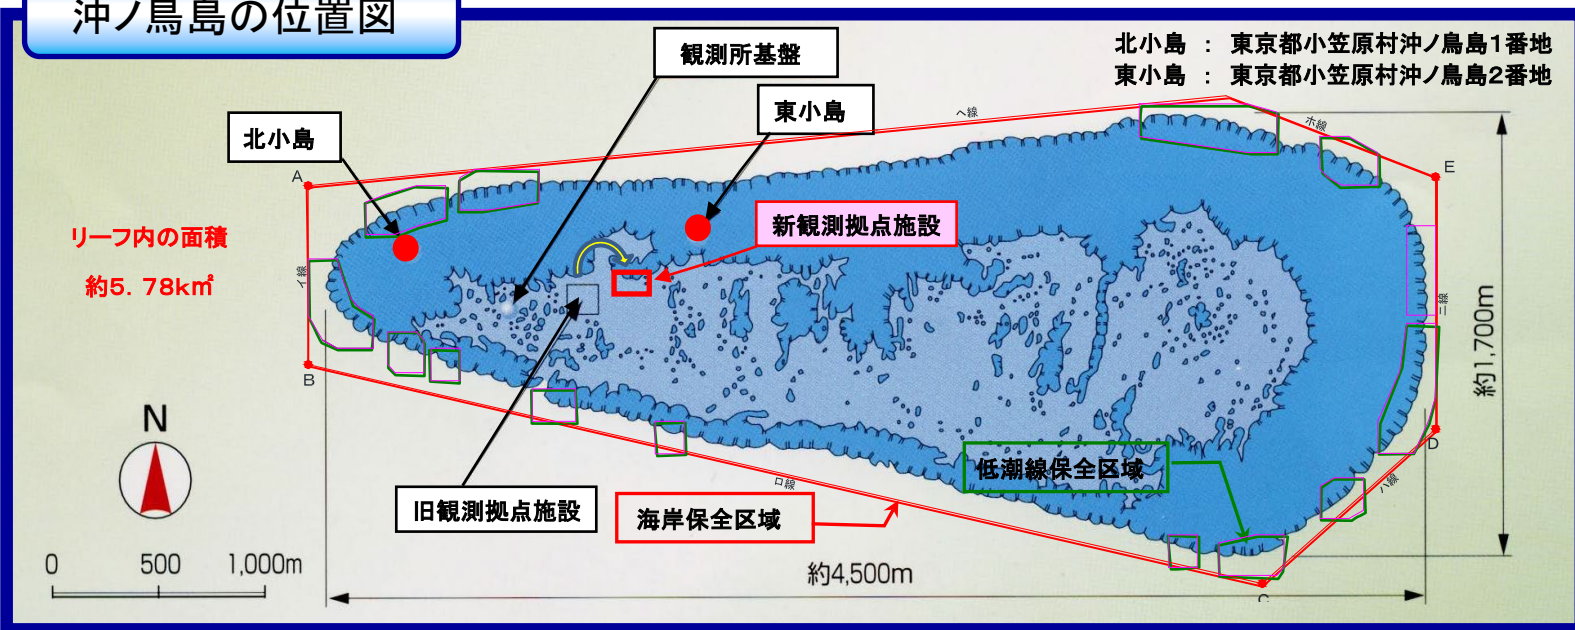 沖ノ鳥島の位置図
北小島 ： 東京都小笠原村沖ノ鳥島1番地
東小島 ： 東京都小笠原村沖ノ鳥島2番地
観測所基盤
東小島
北小島
ヘ線
ホ線
A
E
リーフ内の面積
約5．78k㎡
新観測拠点施設
イ線
ニ線
約1,700m
B
N
D
低潮線保全区域
ハ線
ロ線
旧観測拠点施設
海岸保全区域
0 500 1,000m
約4,500m
C